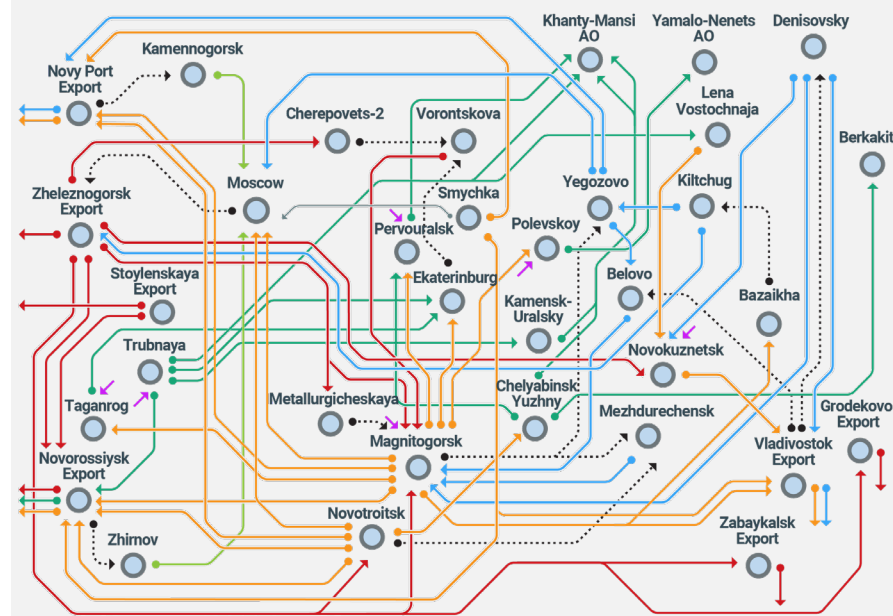 Khanty-Mansi
AO
Yamalo-Nenets
AO
Denisovsky
Kamennogorsk
Novy Port
Export
Lena
Vostochnaja
Cherepovets-2
Vorontskova
Berkakit
Zheleznogorsk
Export
Moscow
Smychka
Yegozovo
Kiltchug
Pervouralsk
Polevskoy
Stoylenskaya
Export
Ekaterinburg
Belovo
Bazaikha
Kamensk-
Uralsky
Trubnaya
Novokuznetsk
Taganrog
Metallurgicheskaya
Chelyabinsk
Yuzhny
Mezhdurechensk
Grodekovo
Export
Magnitogorsk
Vladivostok
Export
Novorossiysk
Export
Novotroitsk
Zabaykalsk
Export
Zhirnov